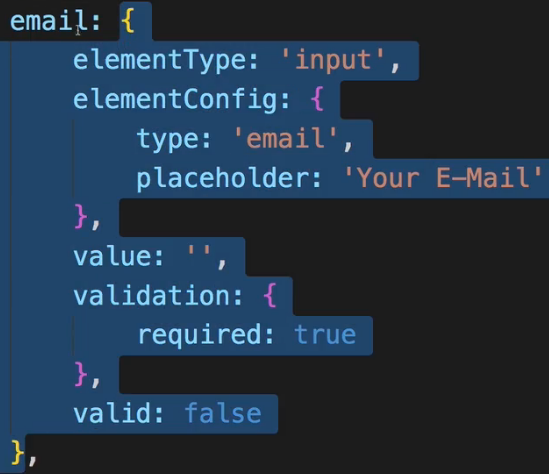 email: {
    elementType: 'input',
    elementConfig: {
        type: 'email',
        placeholder: 'Your E-Mail'
    },
    value: '',
    validation: {
        required: true
    },
    valid: false
},